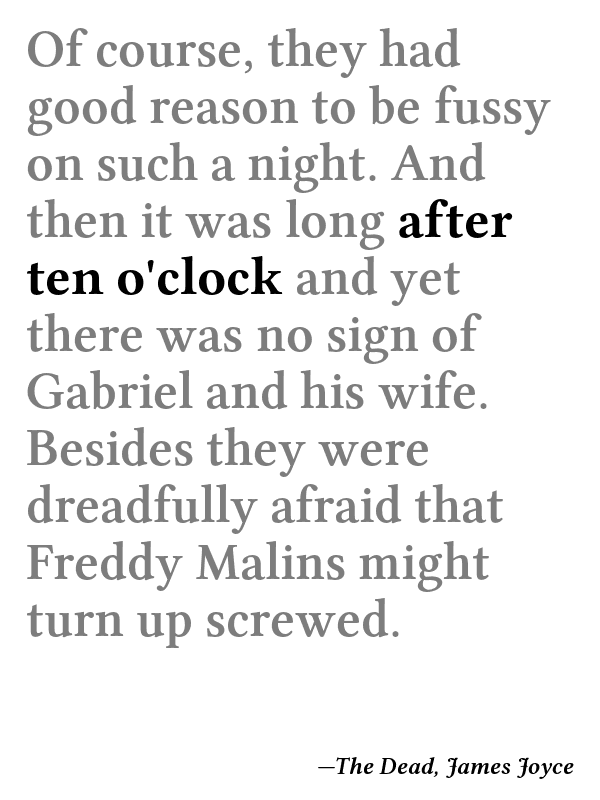 Of course, they had
good reason to be fussy
on such a night. And
then it was long after
ten o'clock and yet
there was no sign of
Gabriel and his wife.
Besides they were
dreadfully afraid that
Freddy Malins might
turn up screwed.
—The Dead, James Joyce